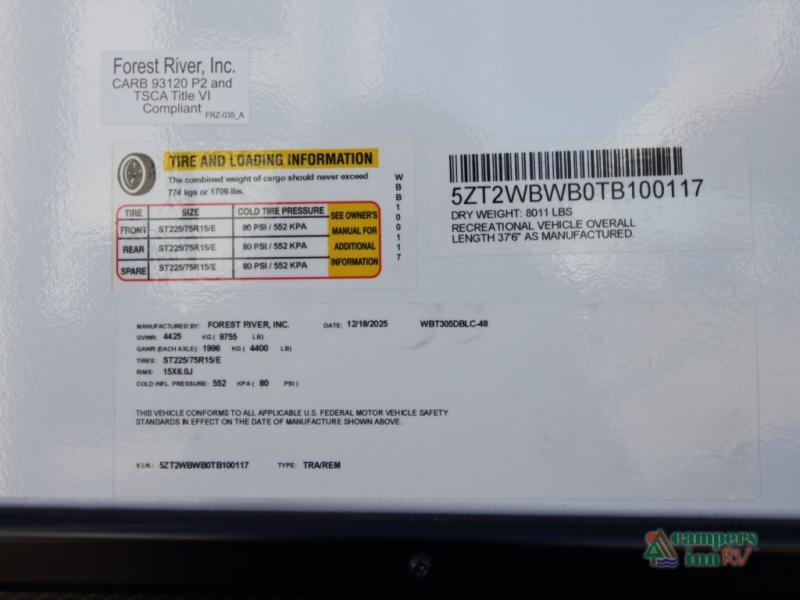 Forest River, Inc.
CARB 93120 P2 and
TSCA Title VI
Compliant
FRZ-035_A
TIRE AND LOADING INFORMATION
The combined weight of cargo should never exceed
774 kgs or 1706 lbs.
TIRE SIZE COLD TIRE PRESSURE
FRONT ST225/75R15/E 80 PSI / 552 KPA
REAR ST225/75R15/E 80 PSI / 552 KPA
SPARE ST225/75R15/E 80 PSI / 552 KPA
SEE OWNER'S
MANUAL FOR
ADDITIONAL
INFORMATION
WBB100117
5ZT2WBWB0TB100117
DRY WEIGHT: 8011 LBS
RECREATIONAL VEHICLE OVERALL
LENGTH 37'6" AS MANUFACTURED.
MANUFACTURED BY: FOREST RIVER, INC. DATE: 12/18/2025 WBT305DBLC-48
GVWR: 4425 KG ( 9755 LB)
GAWR (EACH AXLE): 1996 KG ( 4400 LB)
TIRES: ST225/75R15/E
RIMS: 15X6.0J
COLD INFL. PRESSURE: 552 KPA ( 80 PSI)
THIS VEHICLE CONFORMS TO ALL APPLICABLE U.S. FEDERAL MOTOR VEHICLE SAFETY
STANDARDS IN EFFECT ON THE DATE OF MANUFACTURE SHOWN ABOVE.
V.I.N.: 5ZT2WBWB0TB100117 TYPE: TRA/REM
campers
inn RV